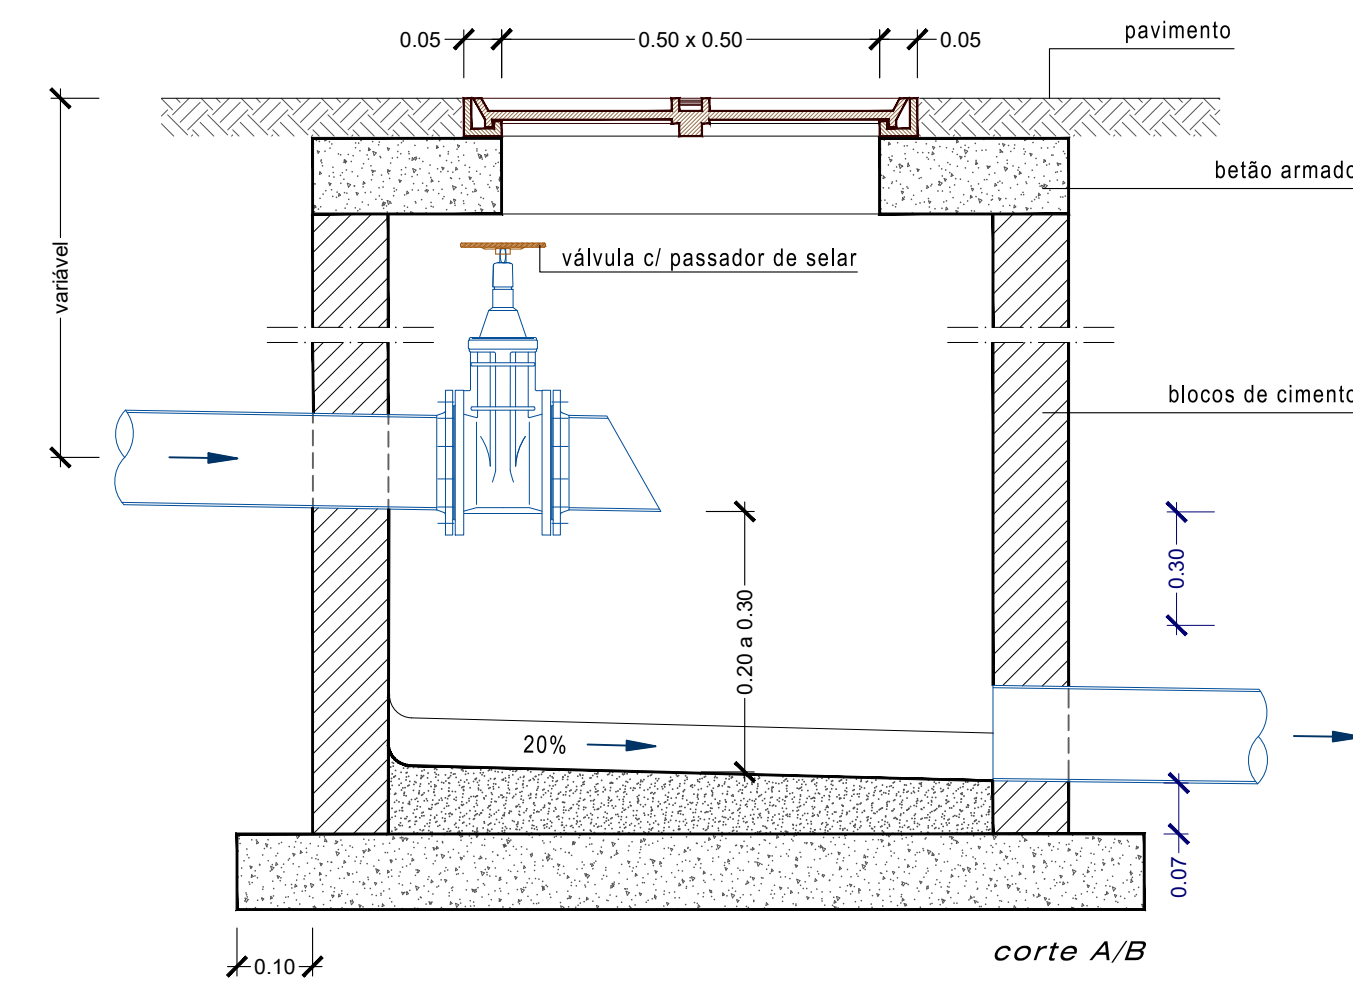 pavimento
0.05
0.50 x 0.50
0.05
betão armado
variável
válvula c/ passador de selar
blocos de cimento
0.30
0.20 a 0.30
20%
0.07
corte A/B
0.10